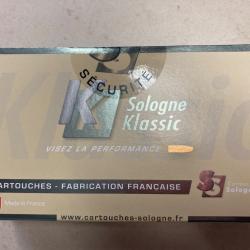 SÉCURITÉ
K
Sologne
Klassic
VISEZ LA PERFORMANCE
CARTOUCHES - FABRICATION FRANÇAISE
Made in France
Sologne
www.cartouches-sologne.fr